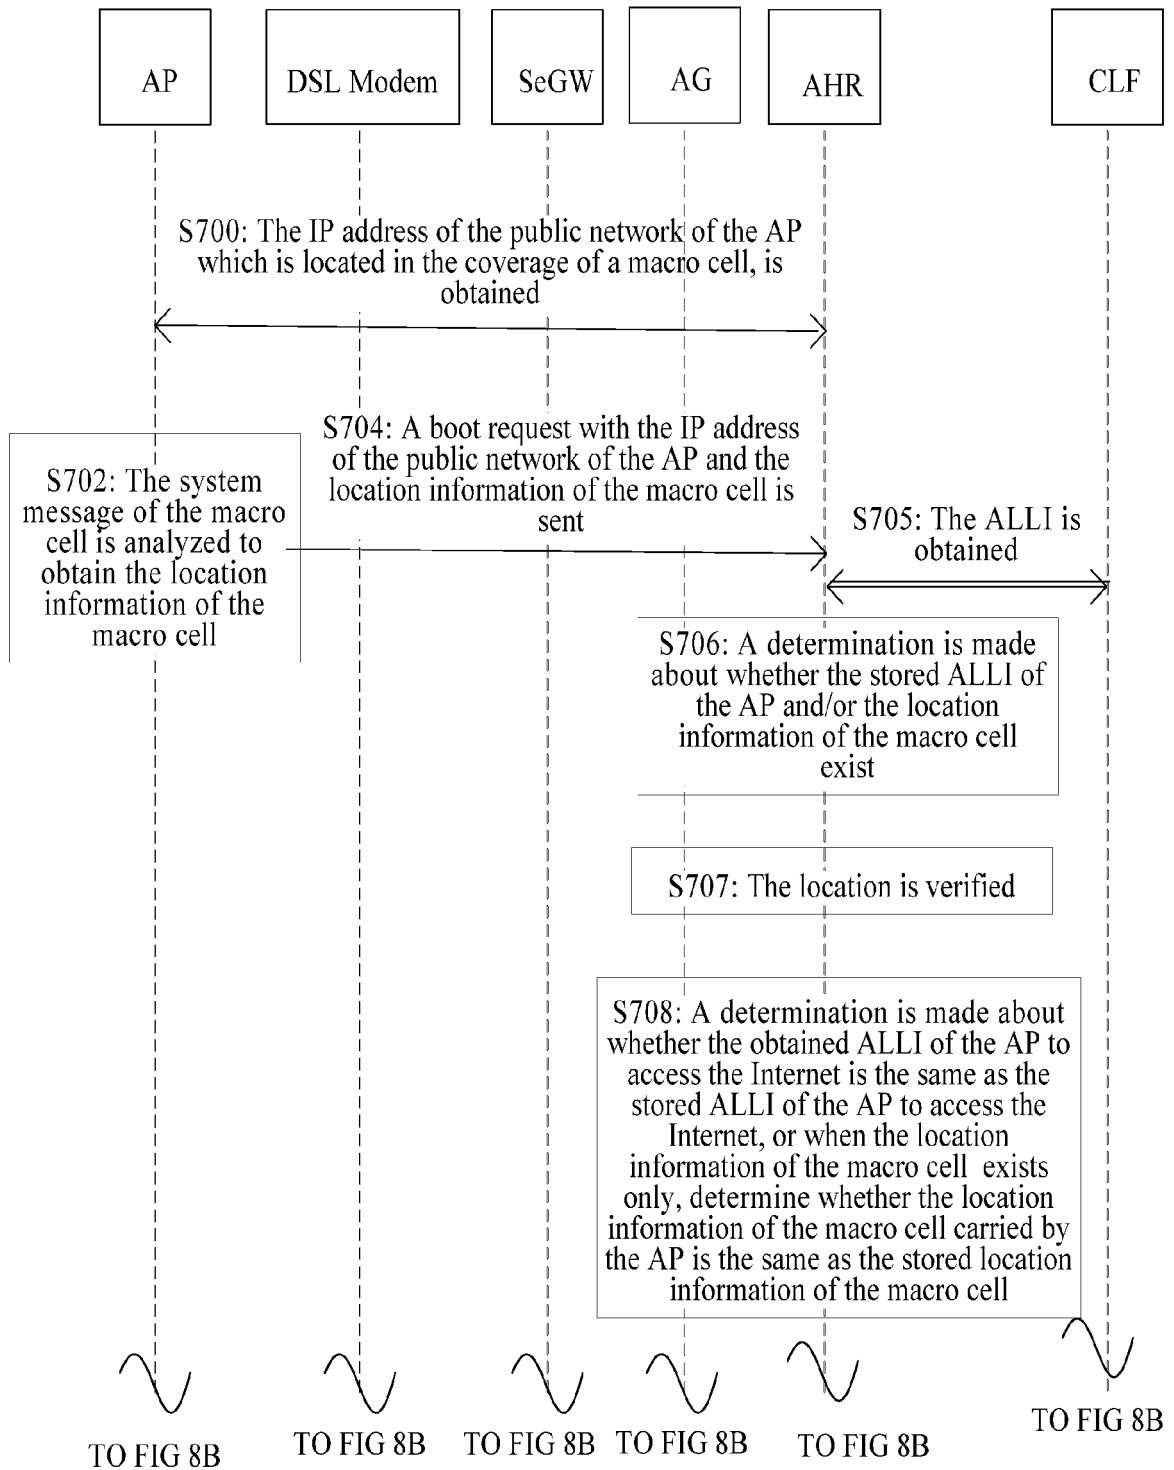 AP
DSL Modem
SeGW
AG
AHR
CLF
S700: The IP address of the public network of the AP
which is located in the coverage of a macro cell, is
obtained
S702: The system
message of the macro
cell is analyzed to
obtain the location
information of the
macro cell
S704: A boot request with the IP address
of the public network of the AP and the
location information of the macro cell is
sent
S705: The ALLI is
obtained
S706: A determination is made
about whether the stored ALLI of
the AP and/or the location
information of the macro cell
exist
S707: The location is verified
S708: A determination is made about
whether the obtained ALLI of the AP to
access the Internet is the same as the
stored ALLI of the AP to access the
Internet, or when the location
information of the macro cell exists
only, determine whether the location
information of the macro cell carried by
the AP is the same as the stored location
information of the macro cell
TO FIG 8B
TO FIG 8B
TO FIG 8B
TO FIG 8B
TO FIG 8B
TO FIG 8B